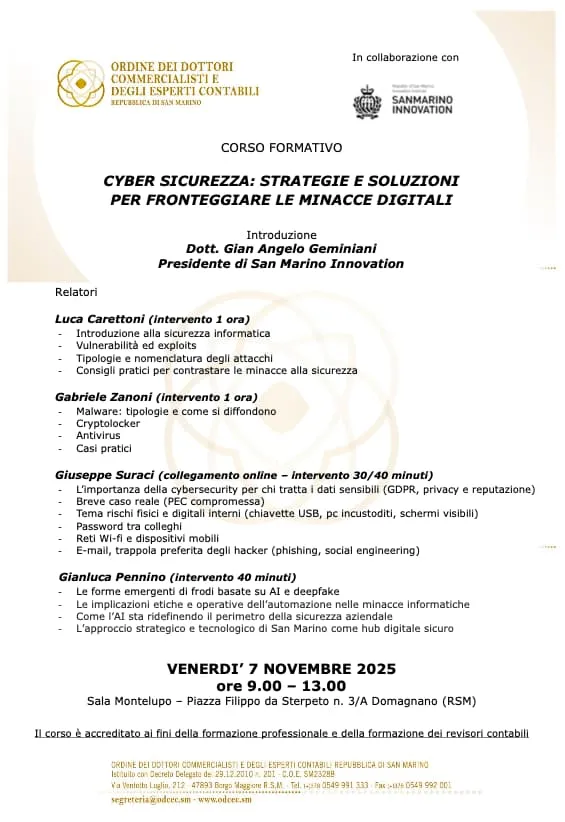 ORDINE DEI DOTTORI
COMMERCIALISTI E
DEGLI ESPERTI CONTABILI
REPUBBLICA DI SAN MARINO
In collaborazione con
SANMARINO
INNOVATION
CORSO FORMATIVO
CYBER SICUREZZA: STRATEGIE E SOLUZIONI
PER FRONTEGGIARE LE MINACCE DIGITALI
Introduzione
Dott. Gian Angelo Geminiani
Presidente di San Marino Innovation
Relatori
Luca Carettoni (intervento 1 ora)
- Introduzione alla sicurezza informatica
- Vulnerabilità ed exploits
- Tipologie e nomenclatura degli attacchi
- Consigli pratici per contrastare le minacce alla sicurezza
Gabriele Zanoni (intervento 1 ora)
- Malware: tipologie e come si diffondono
- Cryptolocker
- Antivirus
- Casi pratici
Giuseppe Suraci (collegamento online – intervento 30/40 minuti)
- L'importanza della cybersecurity per chi tratta i dati sensibili (GDPR, privacy e reputazione)
- Breve caso reale (PEC compromessa)
- Tema rischi fisici e digitali interni (chiavette USB, pc incustoditi, schermi visibili)
- Password tra colleghi
- Reti Wi-fi e dispositivi mobili
- E-mail, trappola preferita degli hacker (phishing, social engineering)
Gianluca Pennino (intervento 40 minuti)
- Le forme emergenti di frodi basate su AI e deepfake
- Le implicazioni etiche e operative dell'automazione nelle minacce informatiche
- Come l'AI sta ridefinendo il perimetro della sicurezza aziendale
- L'approccio strategico e tecnologico di San Marino come hub digitale sicuro
VENERDI' 7 NOVEMBRE 2025
ore 9.00 – 13.00
Sala Montelupo – Piazza Filippo da Sterpeto n. 3/A Domagnano (RSM)
Il corso è accreditato ai fini della formazione professionale e della formazione dei revisori contabili
ORDINE DEI DOTTORI COMMERCIALISTI E DEGLI ESPERTI CONTABILI REPUBBLICA DI SAN MARINO
Istituito con Decreto Delegato del 29.12.2010 n. 201 - C.O.E. SM23288
Via Ventotto Luglio, 212 - 47893 Borgo Maggiore R.S.M. - Tel. (+)378 0549 991 333 - Fax (+)378 0549 992 001
segreteria@odcec.sm - www.odcec.sm